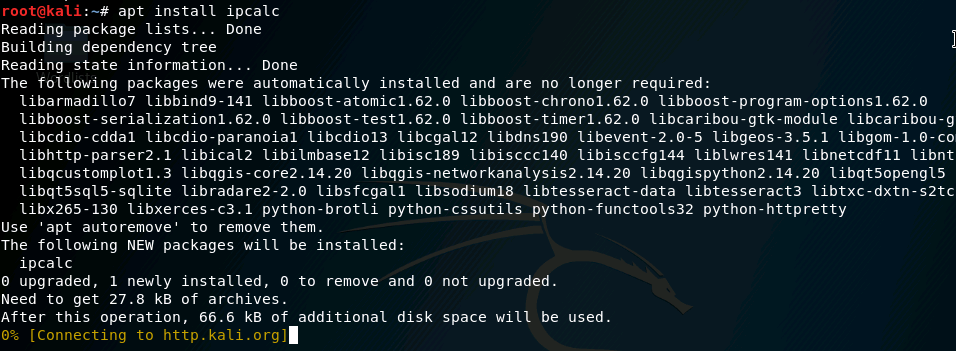 root@kali:~# apt install ipcalc
Reading package lists... Done
Building dependency tree
Reading state information... Done
The following packages were automatically installed and are no longer required:
  libarmadillo7 libbind9-141 libboost-atomic1.62.0 libboost-chrono1.62.0 libboost-program-options1.62.0
  libboost-serialization1.62.0 libboost-test1.62.0 libboost-timer1.62.0 libcaribou-gtk-module libcaribou-g
  libcdio-cdda1 libcdio-paranoia1 libcdio13 libcgal12 libdns190 libevent-2.0-5 libgeos-3.5.1 libgom-1.0-co
  libhttp-parser2.1 libical2 libilmbase12 libisc189 libisccc140 libisccfg144 liblwres141 libnetcdf11 libnt
  libqcustomplot1.3 libqgis-core2.14.20 libqgis-networkanalysis2.14.20 libqgispython2.14.20 libqt5opengl5
  libqt5sql5-sqlite libradare2-2.0 libsfcgal1 libsodium18 libtesseract-data libtesseract3 libtxc-dxtn-s2tc
  libx265-130 libxerces-c3.1 python-brotli python-cssutils python-functools32 python-httpretty
Use 'apt autoremove' to remove them.
The following NEW packages will be installed:
  ipcalc
0 upgraded, 1 newly installed, 0 to remove and 0 not upgraded.
Need to get 27.8 kB of archives.
After this operation, 66.6 kB of additional disk space will be used.
0% [Connecting to http.kali.org]